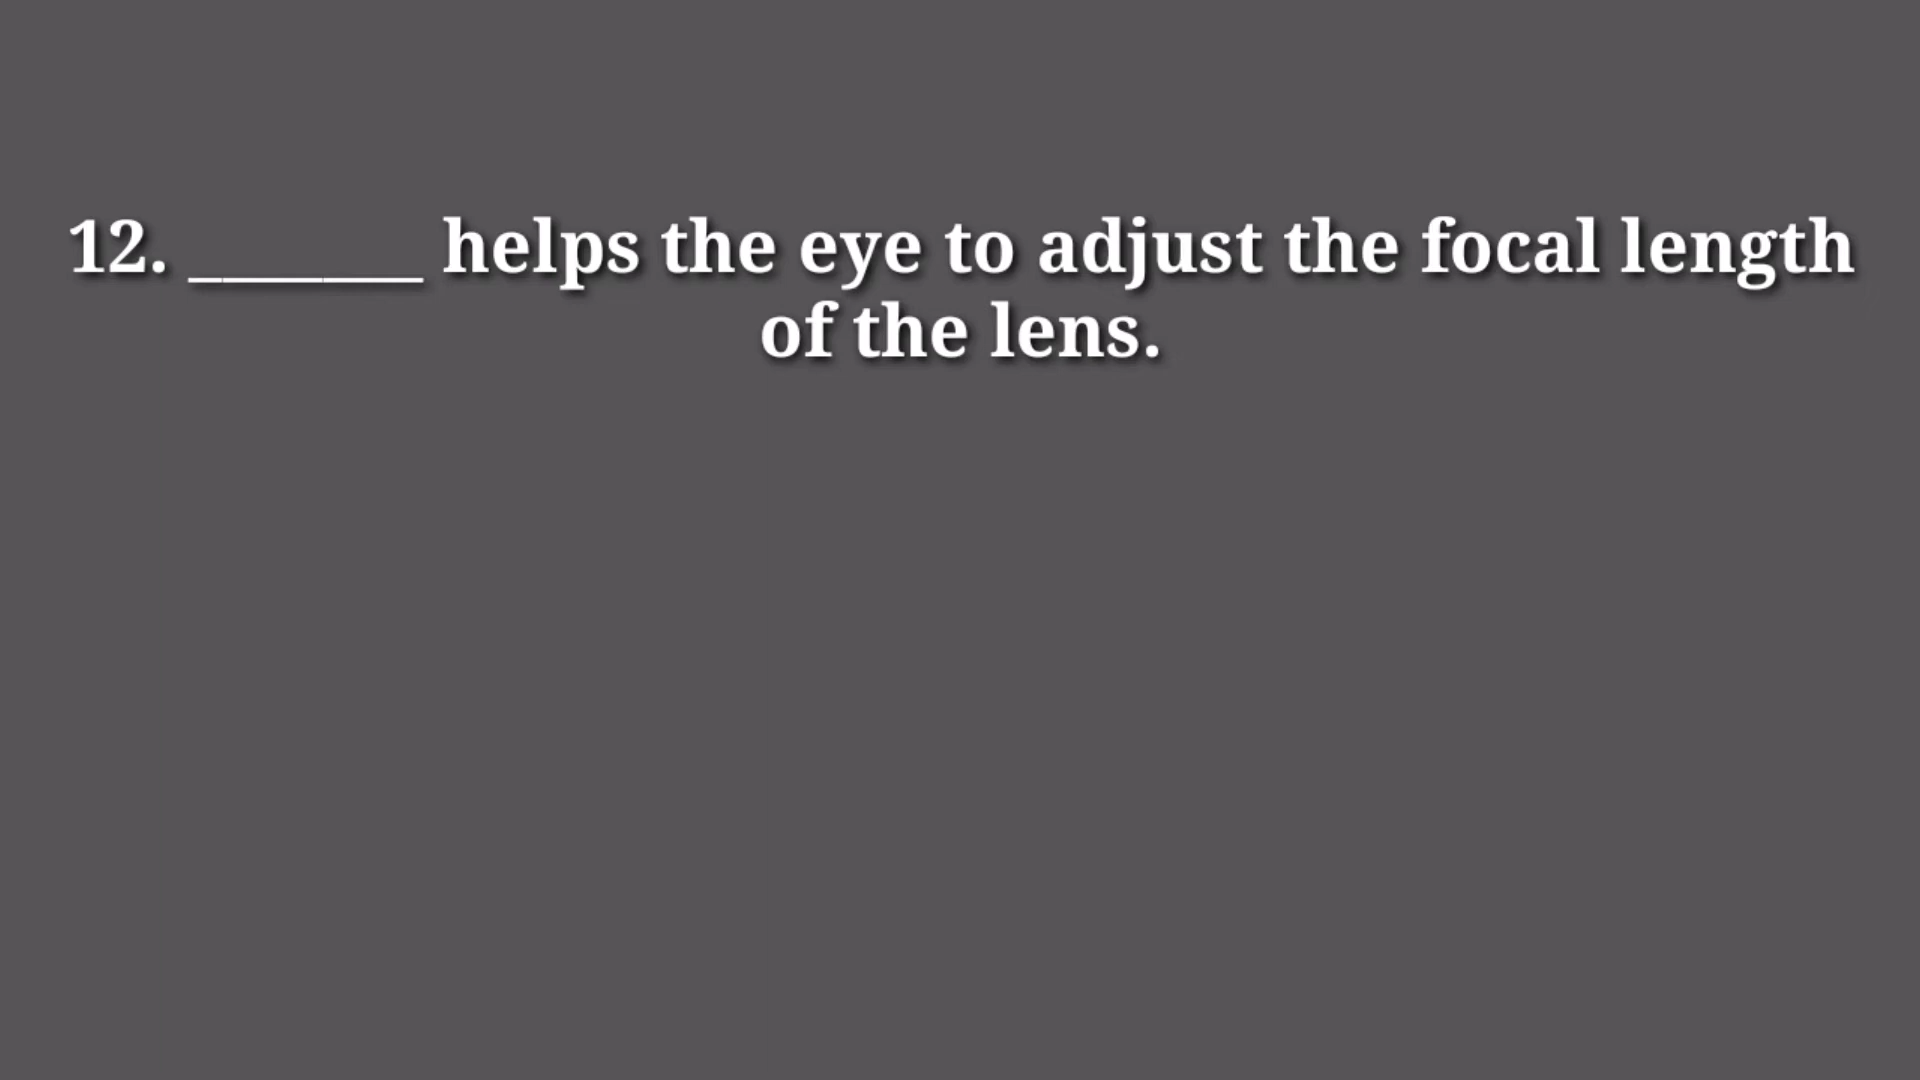 12. _______ helps the eye to adjust the focal length
of the lens.